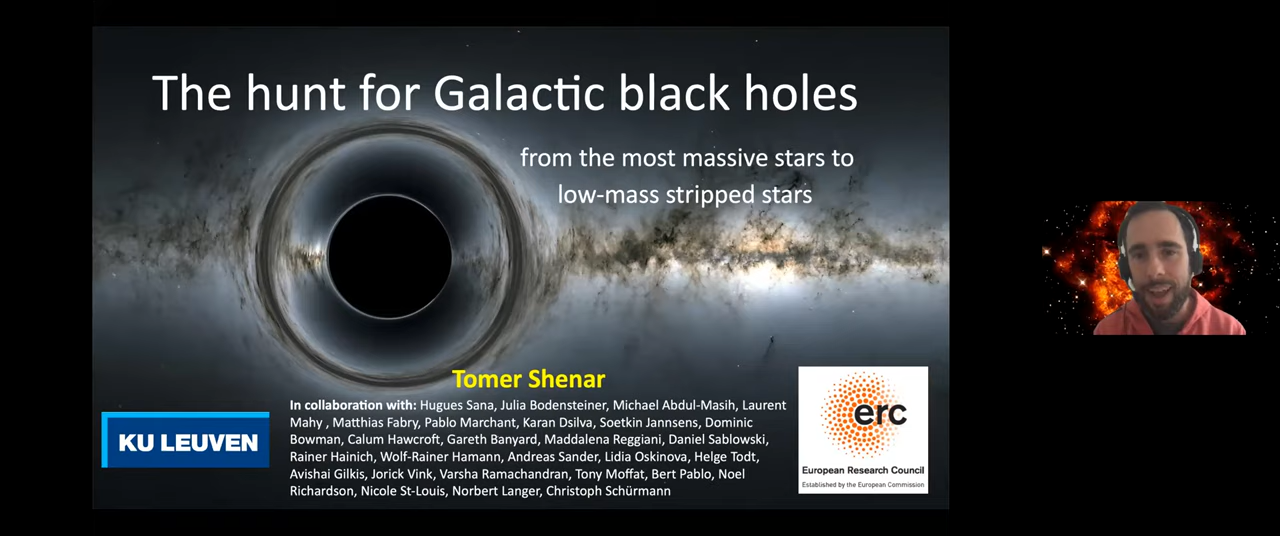 The hunt for Galactic black holes
from the most massive stars to
low-mass stripped stars
Tomer Shenar
In collaboration with: Hugues Sana, Julia Bodensteiner, Michael Abdul-Masih, Laurent
Mahy , Matthias Fabry, Pablo Marchant, Karan Dsilva, Soetkin Jannsens, Dominic
Bowman, Calum Hawcroft, Gareth Banyard, Maddalena Reggiani, Daniel Sablowski,
Rainer Hainich, Wolf-Rainer Hamann, Andreas Sander, Lidia Oskinova, Helge Todt,
Avishai Gilkis, Jorick Vink, Varsha Ramachandran, Tony Moffat, Bert Pablo, Noel
Richardson, Nicole St-Louis, Norbert Langer, Christoph Schürmann
KU LEUVEN
erc
European Research Council
Established by the European Commission